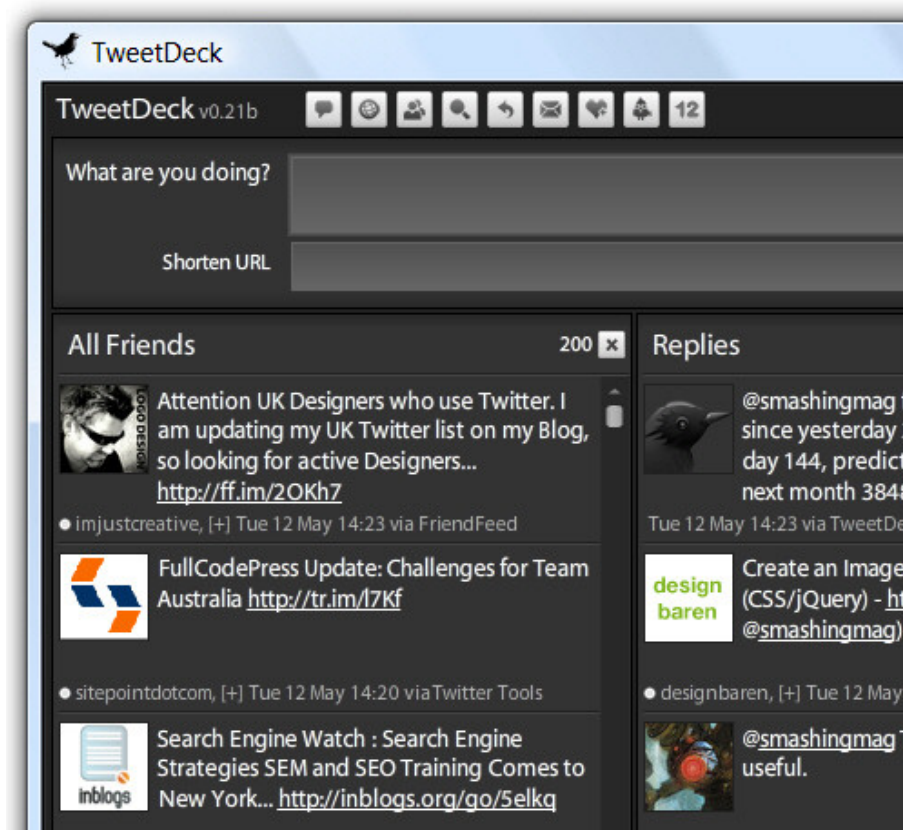 TweetDeck
TweetDeck v0.21b
12
What are you doing?
Shorten URL
All Friends
200
Attention UK Designers who use Twitter. I
am updating my UK Twitter list on my Blog,
so looking for active Designers...
http://ff.im/2OKh7
LOGO DESIGN
imjustcreative, [+] Tue 12 May 14:23 via FriendFeed
FullCodePress Update: Challenges for Team
Australia http://tr.im/l7Kf
sitepointdotcom, [+] Tue 12 May 14:20 via Twitter Tools
inblogs
Search Engine Watch : Search Engine
Strategies SEM and SEO Training Comes to
New York... http://inblogs.org/go/5elkq
Replies
@smashingmag
since yesterday
day 144, predict
next month 384
Tue 12 May 14:23 via TweetDe
design
baren
Create an Image
(CSS/jQuery) - ht
@smashingmag)
designbaren, [+] Tue 12 May
@smashingmag T
useful.